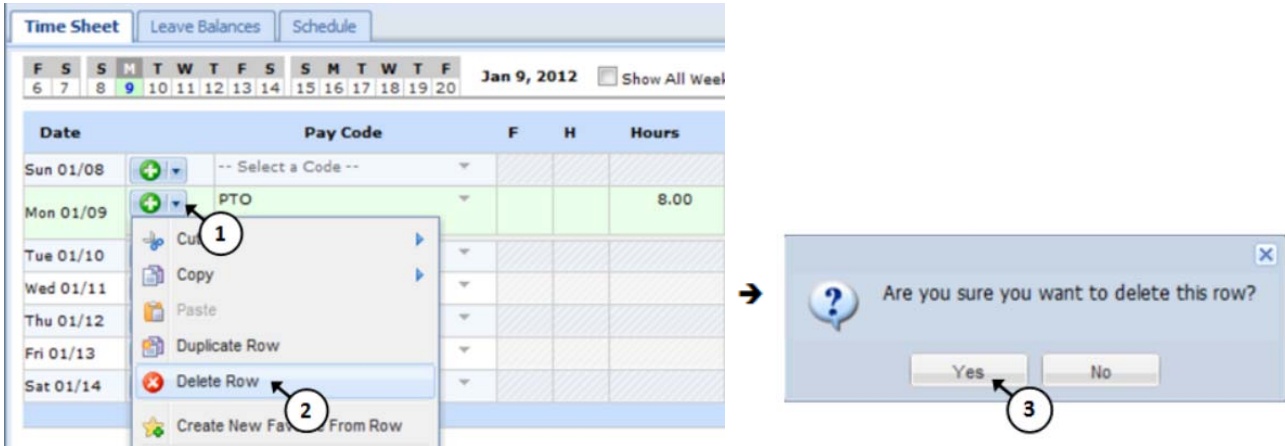 Time Sheet Leave Balances Schedule
F S S M T W T F S S M T W T F
6 7 8 9 10 11 12 13 14 15 16 17 18 19 20
Jan 9, 2012 Show All Week
Date Pay Code F H Hours
Sun 01/08 -- Select a Code --
Mon 01/09 PTO 8.00
1
Cut
Tue 01/10
Copy
Wed 01/11
Paste
Thu 01/12
Duplicate Row
Fri 01/13
Delete Row
Sat 01/14
2
Create New From Row
Are you sure you want to delete this row?
Yes No
3